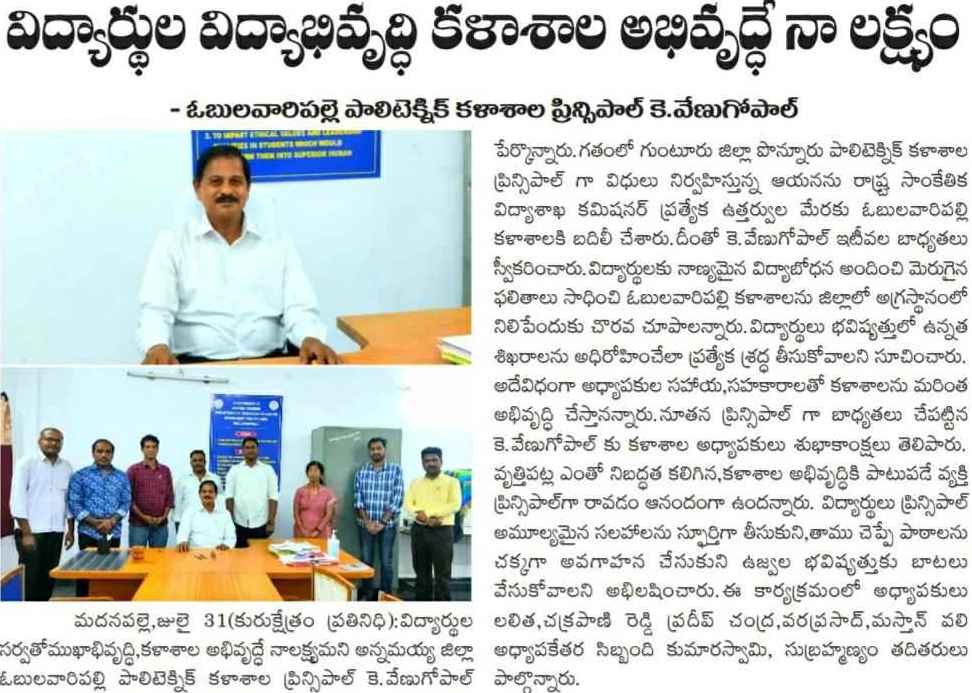 విద్యార్థుల విద్యాభివృద్ధి కళాశాల అభివృద్దే నా లక్ష్యం
- ఓబులవారిపల్లె పాలిటెక్నిక్ కళాశాల ప్రిన్సిపాల్ కె.వేణుగోపాల్
3. TO IMPART ETHICAL VALUES AND LEADERSHIP
IN STUDENTS WHICH WOULD
THEM INTO SUPERIOR HUMAN
మదనపల్లె,జులై 31(కురుక్షేత్రం ప్రతినిధి):విద్యార్థుల
సర్వతోముఖాభివృద్ధి,కళాశాల అభివృద్దే నాలక్ష్యమని అన్నమయ్య జిల్లా
ఓబులవారిపల్లి పాలిటెక్నిక్ కళాశాల ప్రిన్సిపాల్ కె.వేణుగోపాల్
పేర్కొన్నారు.గతంలో గుంటూరు జిల్లా పొన్నూరు పాలిటెక్నిక్ కళాశాల
ప్రిన్సిపాల్ గా విధులు నిర్వహిస్తున్న ఆయనను రాష్ట్ర సాంకేతిక
విద్యాశాఖ కమిషనర్ ప్రత్యేక ఉత్తర్వుల మేరకు ఓబులవారిపల్లి
కళాశాలకి బదిలీ చేశారు.దీంతో కె.వేణుగోపాల్ ఇటీవల బాధ్యతలు
స్వీకరించారు.విద్యార్థులకు నాణ్యమైన విద్యాబోధన అందించి మెరుగైన
ఫలితాలు సాధించి ఓబులవారిపల్లి కళాశాలను జిల్లాలో అగ్రస్థానంలో
నిలిపేందుకు చొరవ చూపాలన్నారు.విద్యార్థులు భవిష్యత్తులో ఉన్నత
శిఖరాలను అధిరోహించేలా ప్రత్యేక శ్రద్ధ తీసుకోవాలని సూచించారు.
అదేవిధంగా అధ్యాపకుల సహాయ,సహకారాలతో కళాశాలను మరింత
అభివృద్ధి చేస్తానన్నారు.నూతన ప్రిన్సిపాల్ గా బాధ్యతలు చేపట్టిన
కె.వేణుగోపాల్ కు కళాశాల అధ్యాపకులు శుభాకాంక్షలు తెలిపారు.
వృత్తిపట్ల ఎంతో నిబద్ధత కలిగిన,కళాశాల అభివృద్ధికి పాటుపడే వ్యక్తి
ప్రిన్సిపాల్‌గా రావడం ఆనందంగా ఉందన్నారు. విద్యార్థులు ప్రిన్సిపాల్
అమూల్యమైన సలహాలను స్ఫూర్తిగా తీసుకుని,తాము చెప్పే పాఠాలను
చక్కగా అవగాహన చేసుకుని ఉజ్వల భవిష్యత్తుకు బాటలు
వేసుకోవాలని అభిలషించారు. ఈ కార్యక్రమంలో అధ్యాపకులు
లలిత,చక్రపాణి రెడ్డి ప్రదీప్ చంద్ర,వరప్రసాద్,మస్తాన్ వలి
అధ్యాపకేతర సిబ్బంది కుమారస్వామి, సుబ్రహ్మణ్యం తదితరులు
పాల్గొన్నారు.